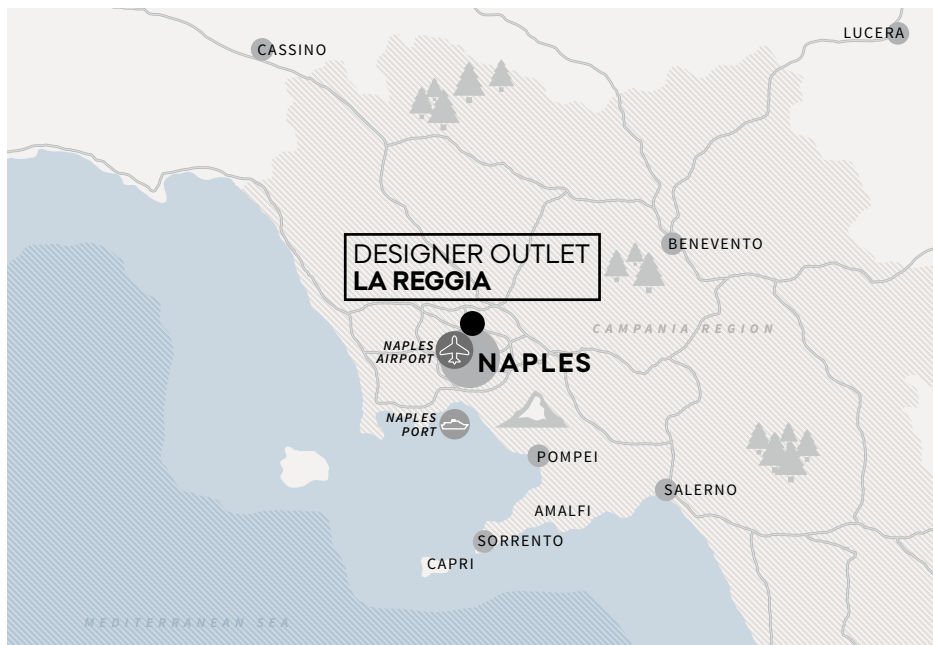 LUCERA
CASSINO
BENEVENTO
DESIGNER OUTLET
LA REGGIA
CAMPANIA REGION
NAPLES
AIRPORT
NAPLES
NAPLES
PORT
POMPEI
SALERNO
AMALFI
SORRENTO
CAPRI
MEDITERRANEAN SEA